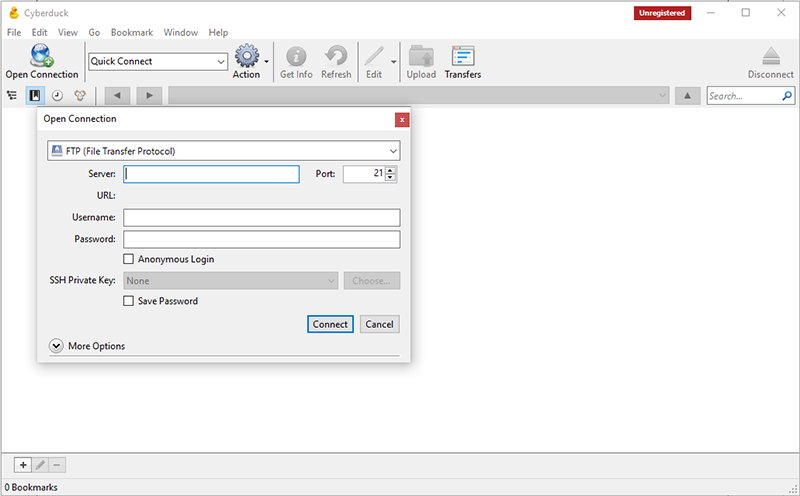 Cyberduck
Unregistered
File Edit View Go Bookmark Window Help
Open Connection
Quick Connect
Action
Get Info
Refresh
Edit
Upload
Transfers
Disconnect
Search...
Open Connection
x
FTP (File Transfer Protocol)
Server:
Port: 21
URL:
Username:
Password:
Anonymous Login
SSH Private Key: None Choose...
Save Password
Connect Cancel
More Options
0 Bookmarks